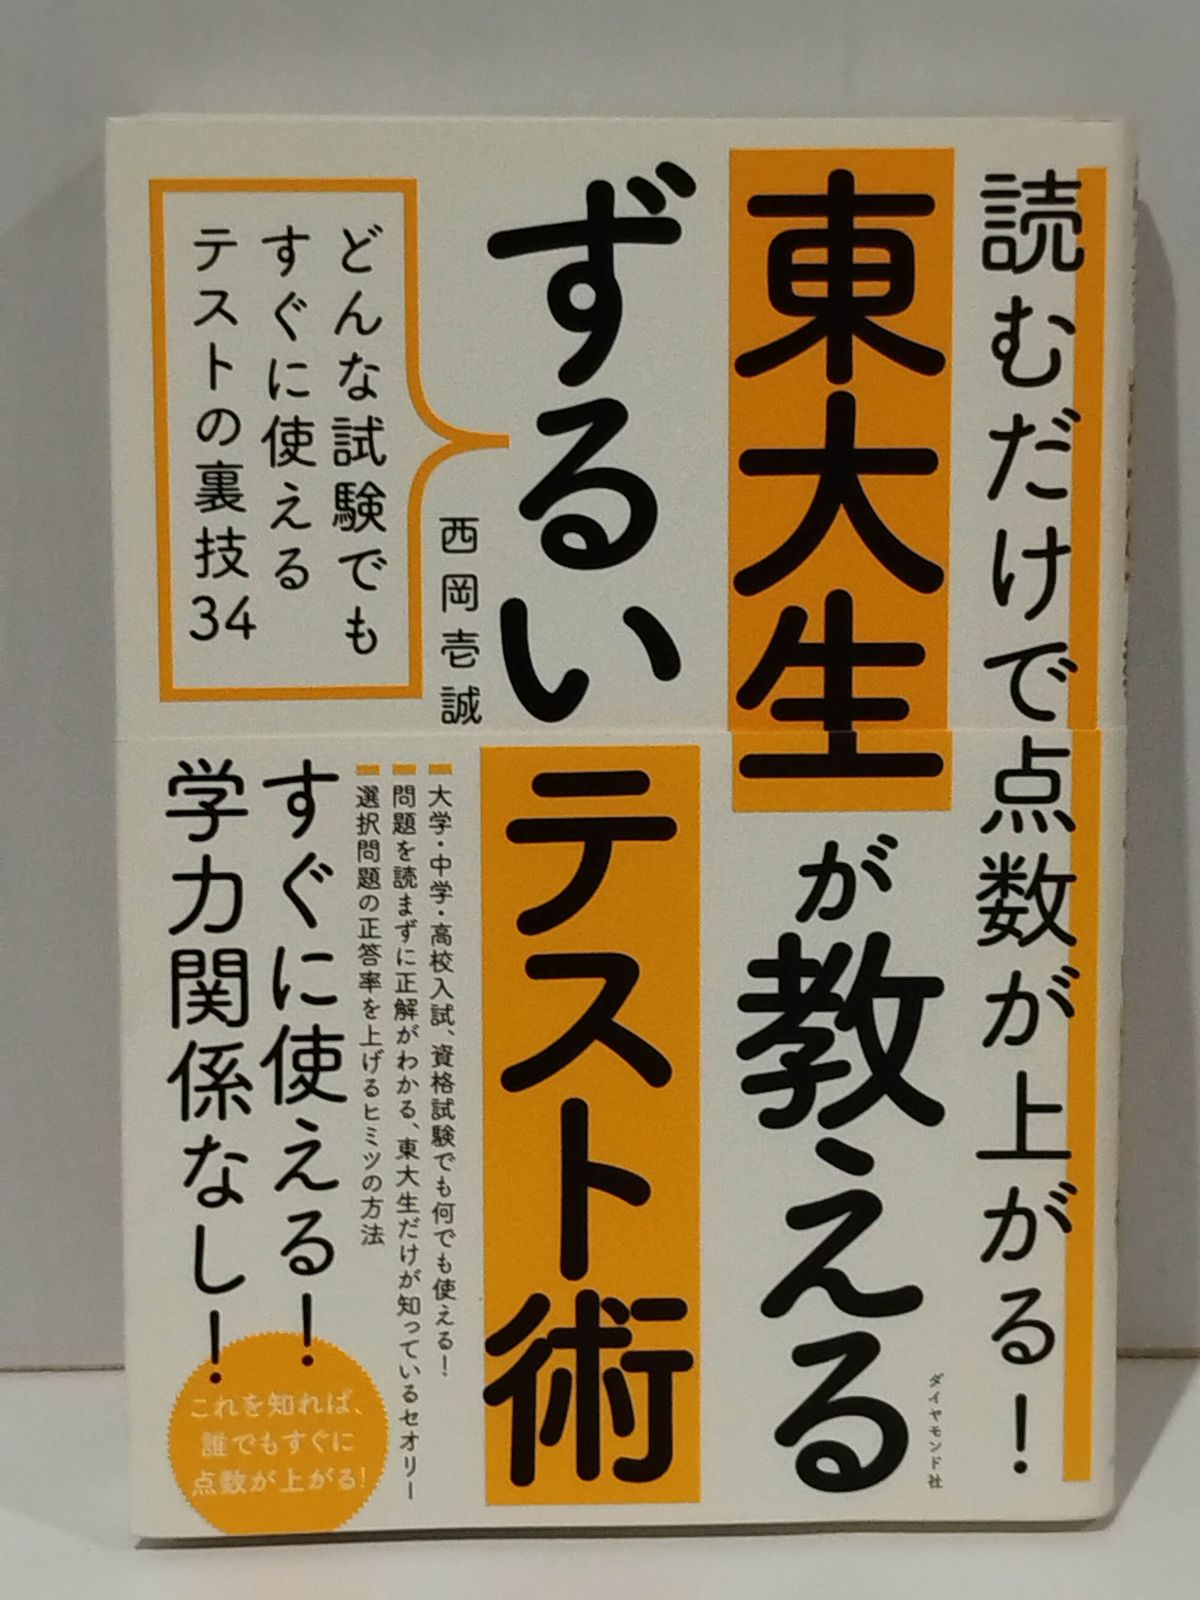 読むだけで点数が上がる!
東大生が教える
ずるいテスト術
西岡壱誠
どんな試験でも
すぐに使える
テストの裏技34
ダイヤモンド社
大学・中学・高校入試、資格試験でも何でも使える!
問題を読まずに正解がわかる、東大生だけが知っているセオリー
選択問題の正答率を上げるヒミツの方法
すぐに使える!
学力関係なし!
これを知れば、
誰でもすぐに
点数が上がる!